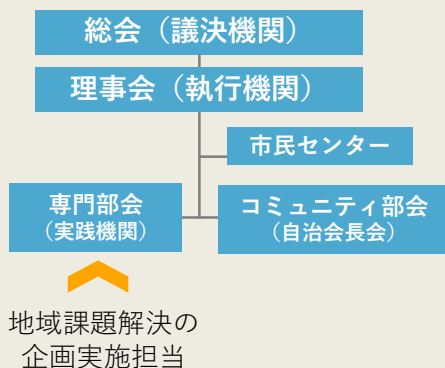 総会（議決機関）
理事会（執行機関）
市民センター
専門部会
（実践機関）
コミュニティ部会
（自治会長会）
地域課題解決の
企画実施担当